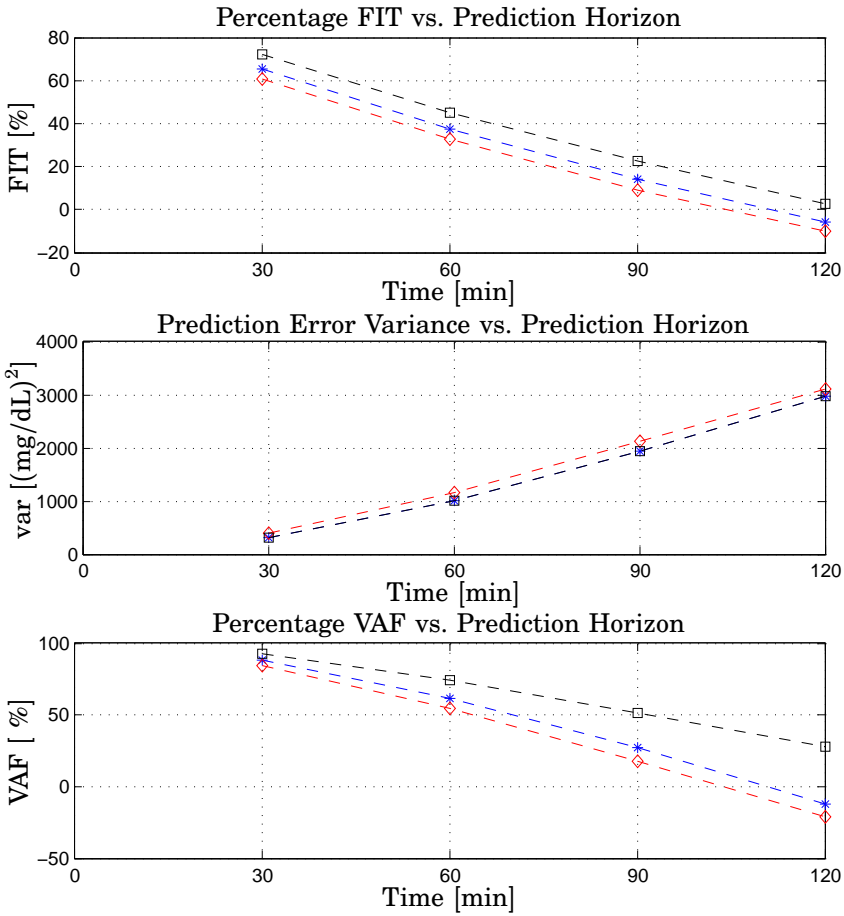 Percentage FIT vs. Prediction Horizon
80
60
40
20
0
−20
FIT [%]
0 30 60 90 120
Time [min]
Prediction Error Variance vs. Prediction Horizon
4000
3000
2000
1000
0
var [(mg/dL)²]
0 30 60 90 120
Time [min]
Percentage VAF vs. Prediction Horizon
100
50
0
−50
VAF [ %]
0 30 60 90 120
Time [min]